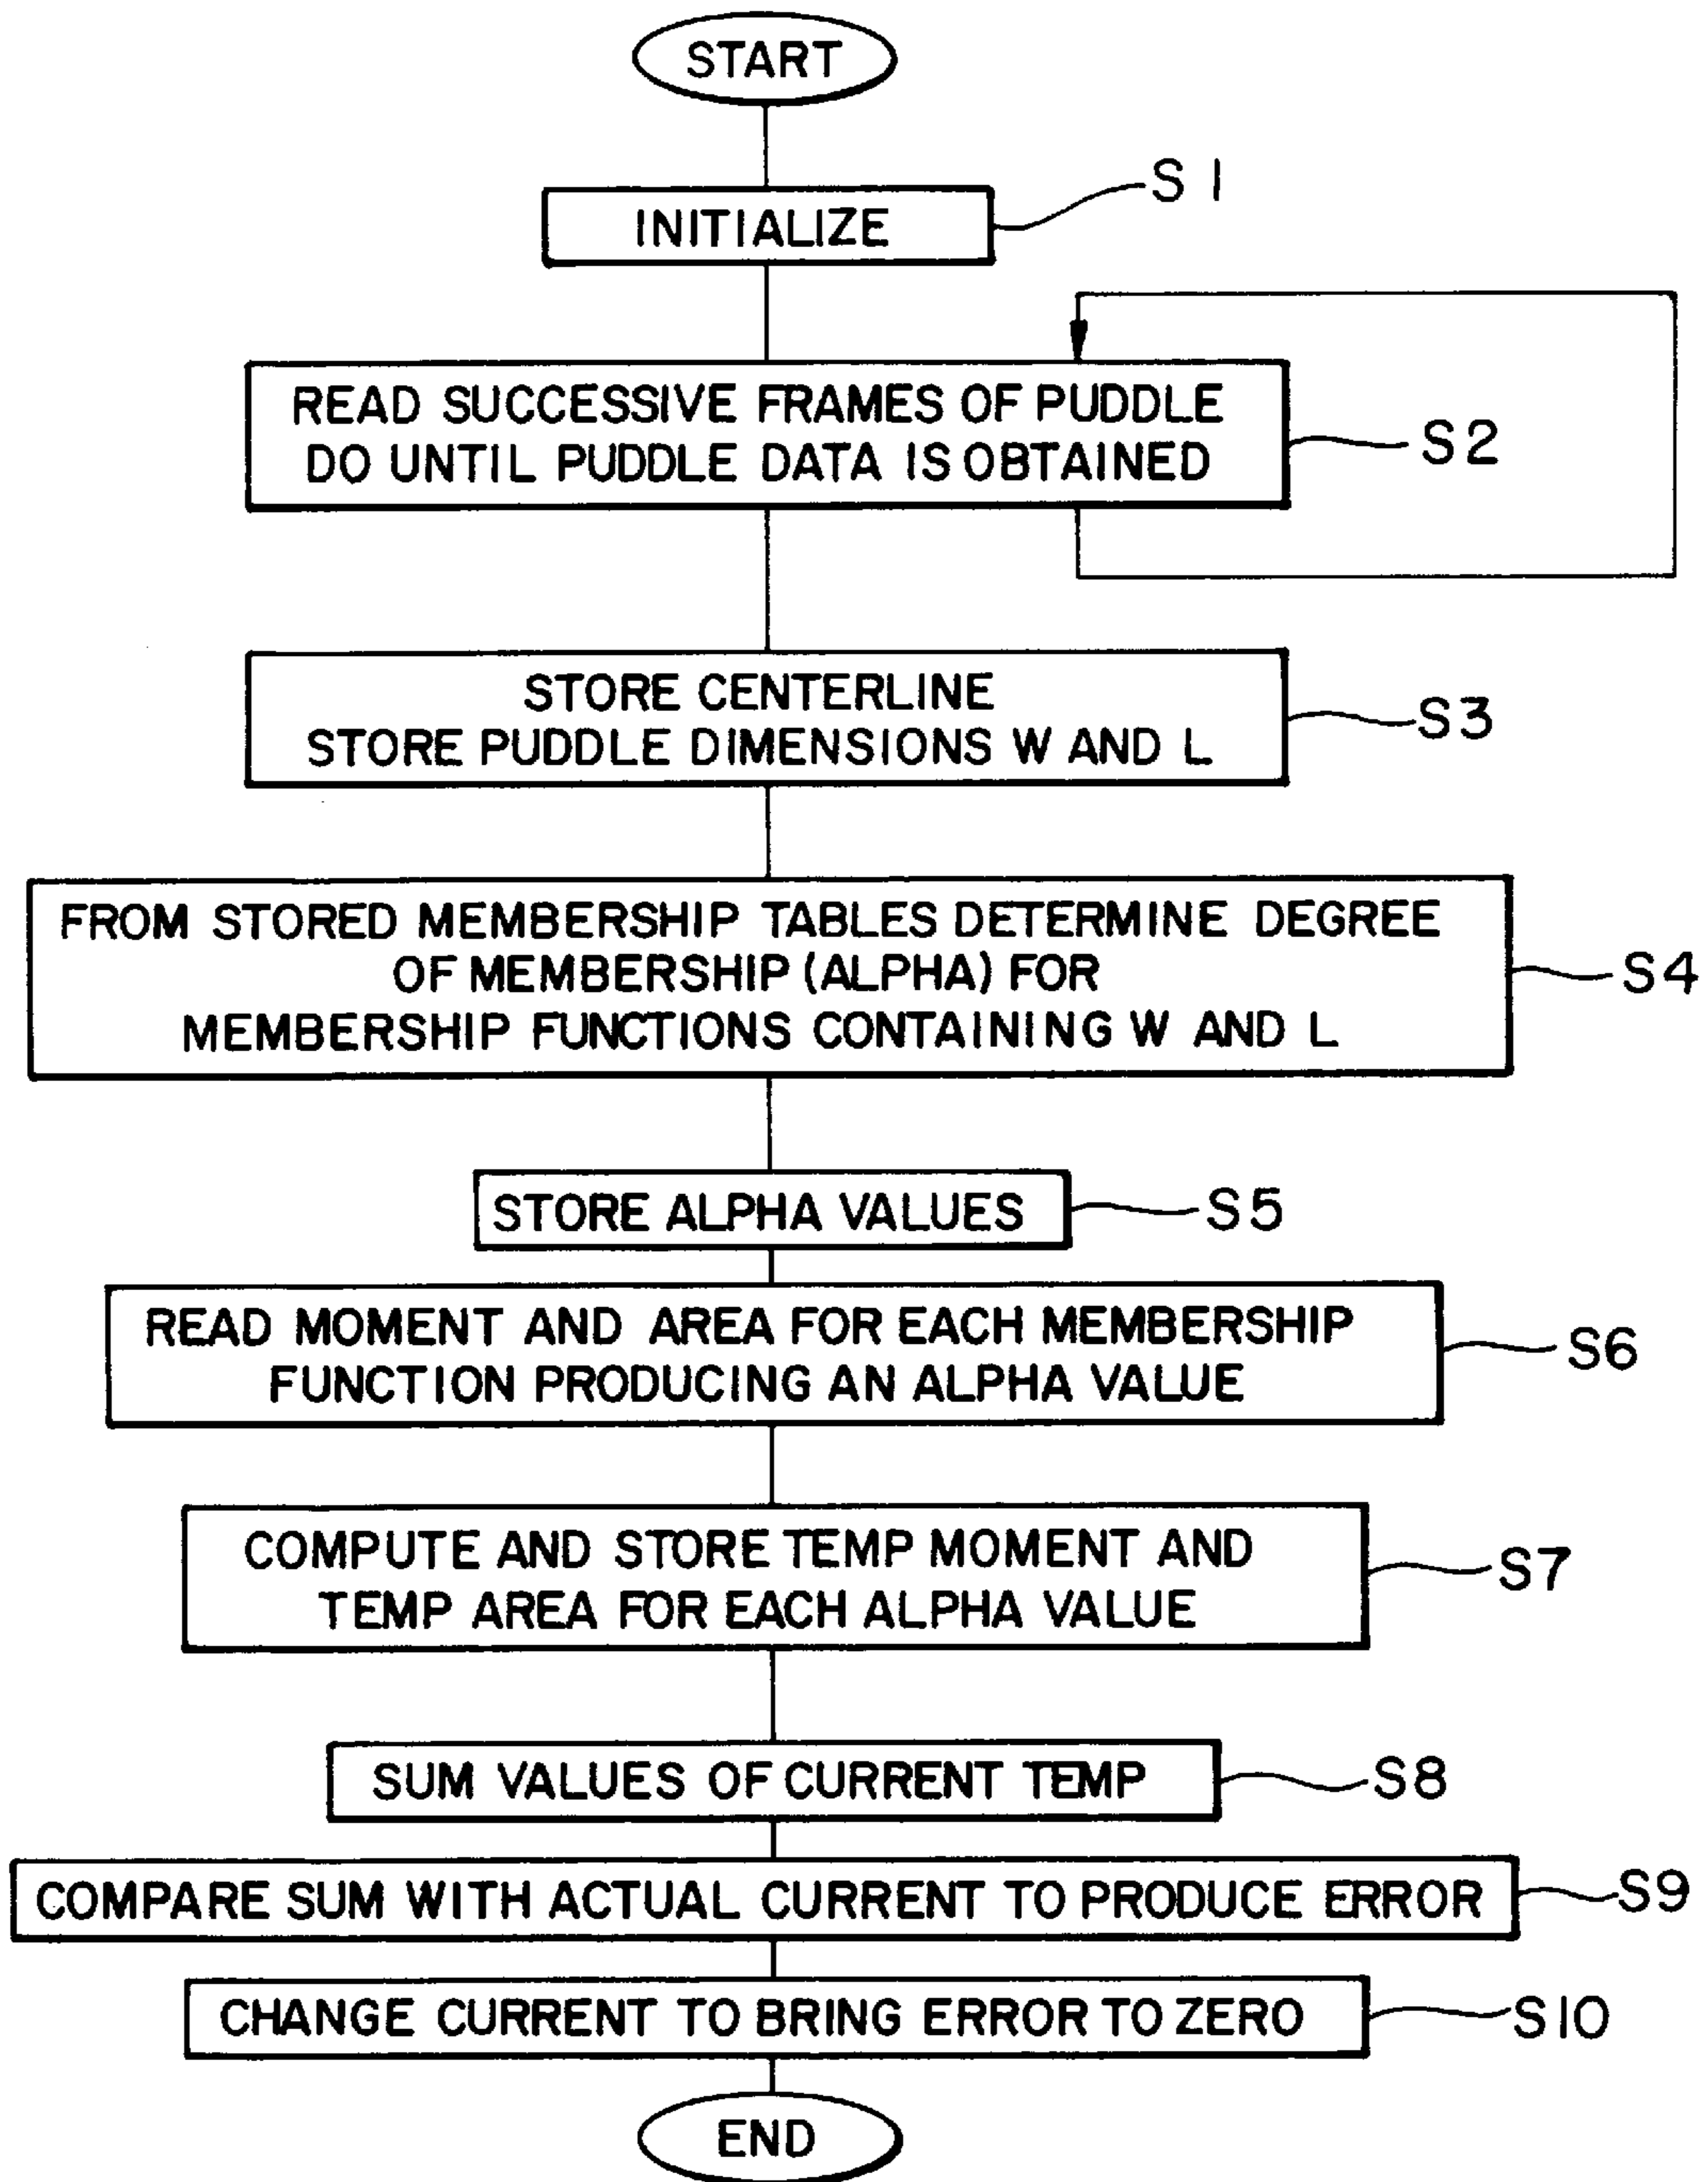 START
INITIALIZE
S1
READ SUCCESSIVE FRAMES OF PUDDLE
DO UNTIL PUDDLE DATA IS OBTAINED
S2
STORE CENTERLINE
STORE PUDDLE DIMENSIONS W AND L
S3
FROM STORED MEMBERSHIP TABLES DETERMINE DEGREE
OF MEMBERSHIP (ALPHA) FOR
MEMBERSHIP FUNCTIONS CONTAINING W AND L
S4
STORE ALPHA VALUES
S5
READ MOMENT AND AREA FOR EACH MEMBERSHIP
FUNCTION PRODUCING AN ALPHA VALUE
S6
COMPUTE AND STORE TEMP MOMENT AND
TEMP AREA FOR EACH ALPHA VALUE
S7
SUM VALUES OF CURRENT TEMP
S8
COMPARE SUM WITH ACTUAL CURRENT TO PRODUCE ERROR
S9
CHANGE CURRENT TO BRING ERROR TO ZERO
S10
END